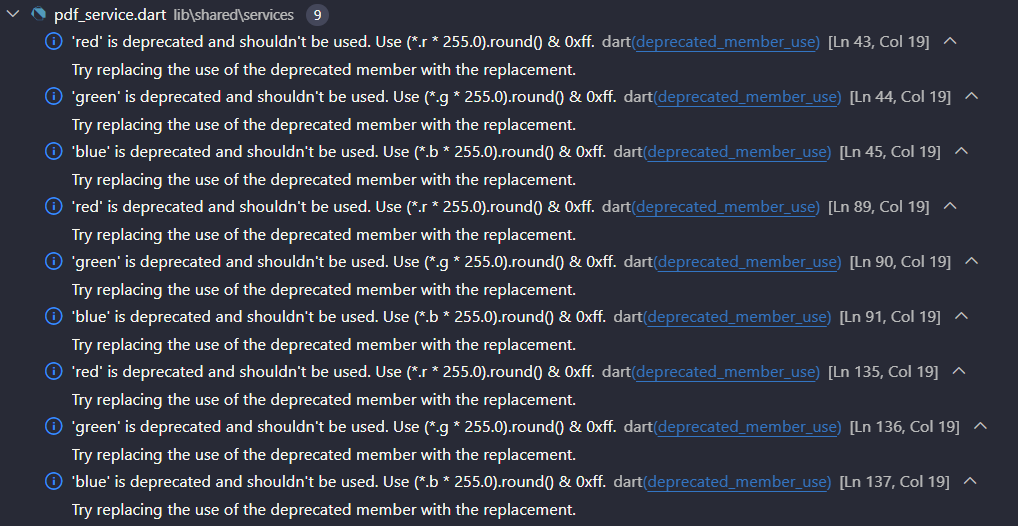 pdf_service.dart lib\shared\services 9
'red' is deprecated and shouldn't be used. Use (*.r * 255.0).round() & 0xff. dart(deprecated_member_use) [Ln 43, Col 19]
Try replacing the use of the deprecated member with the replacement.
'green' is deprecated and shouldn't be used. Use (*.g * 255.0).round() & 0xff. dart(deprecated_member_use) [Ln 44, Col 19]
Try replacing the use of the deprecated member with the replacement.
'blue' is deprecated and shouldn't be used. Use (*.b * 255.0).round() & 0xff. dart(deprecated_member_use) [Ln 45, Col 19]
Try replacing the use of the deprecated member with the replacement.
'red' is deprecated and shouldn't be used. Use (*.r * 255.0).round() & 0xff. dart(deprecated_member_use) [Ln 89, Col 19]
Try replacing the use of the deprecated member with the replacement.
'green' is deprecated and shouldn't be used. Use (*.g * 255.0).round() & 0xff. dart(deprecated_member_use) [Ln 90, Col 19]
Try replacing the use of the deprecated member with the replacement.
'blue' is deprecated and shouldn't be used. Use (*.b * 255.0).round() & 0xff. dart(deprecated_member_use) [Ln 91, Col 19]
Try replacing the use of the deprecated member with the replacement.
'red' is deprecated and shouldn't be used. Use (*.r * 255.0).round() & 0xff. dart(deprecated_member_use) [Ln 135, Col 19]
Try replacing the use of the deprecated member with the replacement.
'green' is deprecated and shouldn't be used. Use (*.g * 255.0).round() & 0xff. dart(deprecated_member_use) [Ln 136, Col 19]
Try replacing the use of the deprecated member with the replacement.
'blue' is deprecated and shouldn't be used. Use (*.b * 255.0).round() & 0xff. dart(deprecated_member_use) [Ln 137, Col 19]
Try replacing the use of the deprecated member with the replacement.